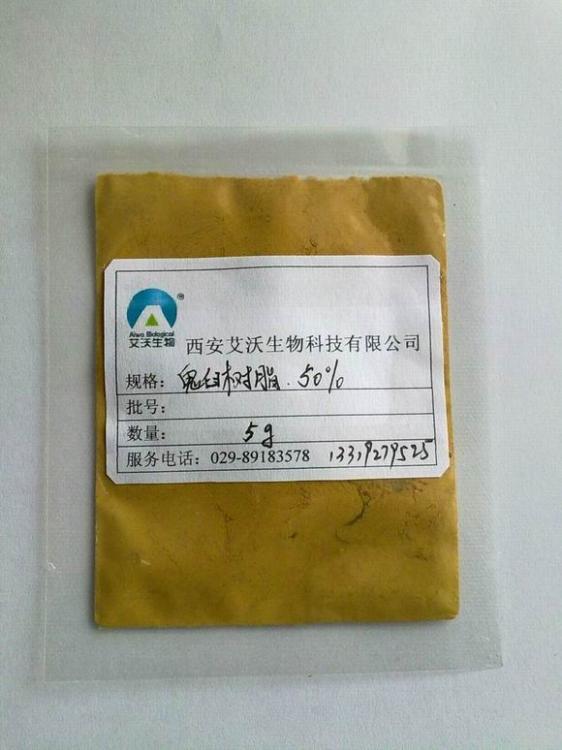 ®
Aiwo Biological
艾沃生物
西安艾沃生物科技有限公司
规格：鬼臼树脂.50%
批号：
数量： 5g
服务电话：029-89183578 13319279525